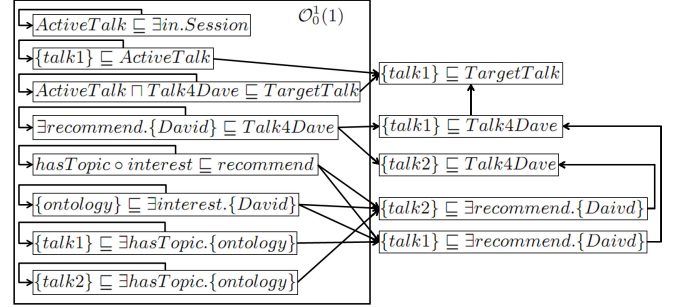 ActiveTalk ⊑ ∃in.Session
𝒪₀¹(1)
{talk1} ⊑ ActiveTalk
{talk1} ⊑ TargetTalk
ActiveTalk ⊓ Talk4Dave ⊑ TargetTalk
∃recommend.{David} ⊑ Talk4Dave
{talk1} ⊑ Talk4Dave
hasTopic ∘ interest ⊑ recommend
{talk2} ⊑ Talk4Dave
{ontology} ⊑ ∃interest.{David}
{talk2} ⊑ ∃recommend.{Daivd}
{talk1} ⊑ ∃hasTopic.{ontology}
{talk1} ⊑ ∃recommend.{Daivd}
{talk2} ⊑ ∃hasTopic.{ontology}